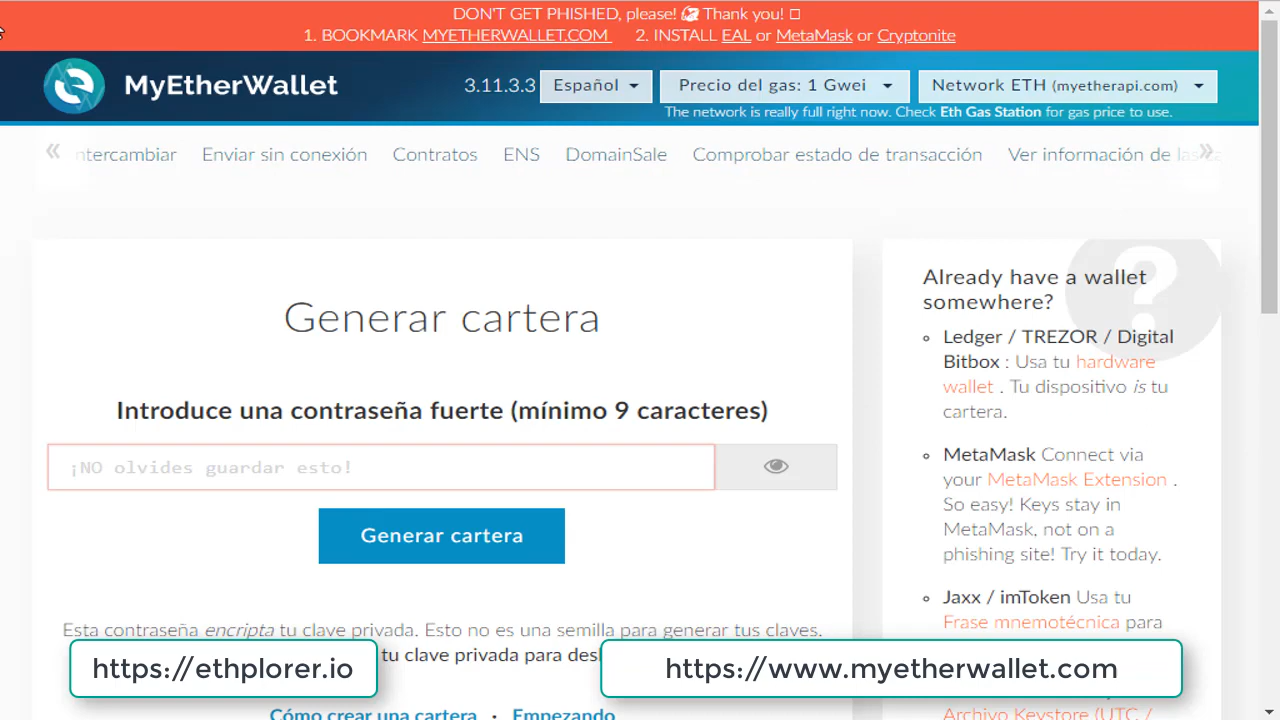 DON'T GET PHISHED, please! Thank you!
1. BOOKMARK MYETHERWALLET.COM 2. INSTALL EAL or MetaMask or Cryptonite
MyEtherWallet
3.11.3.3 Español Precio del gas: 1 Gwei Network ETH (myetherapi.com)
The network is really full right now. Check Eth Gas Station for gas price to use.
« ntercambiar Enviar sin conexión Contratos ENS DomainSale Comprobar estado de transacción Ver información de las »
Generar cartera
Introduce una contraseña fuerte (mínimo 9 caracteres)
¡NO olvides guardar esto!
Generar cartera
Esta contraseña encripta tu clave privada. Esto no es una semilla para generar tus claves.
tu clave privada para
Cómo crear una cartera · Empezando
Already have a wallet
somewhere?
Ledger / TREZOR / Digital
Bitbox : Usa tu hardware
wallet . Tu dispositivo is tu
cartera.
MetaMask Connect via
your MetaMask Extension .
So easy! Keys stay in
MetaMask, not on a
phishing site! Try it today.
Jaxx / imToken Usa tu
Frase mnemotécnica para
Archivo Keystore (UTC /
https://ethplorer.io
https://www.myetherwallet.com